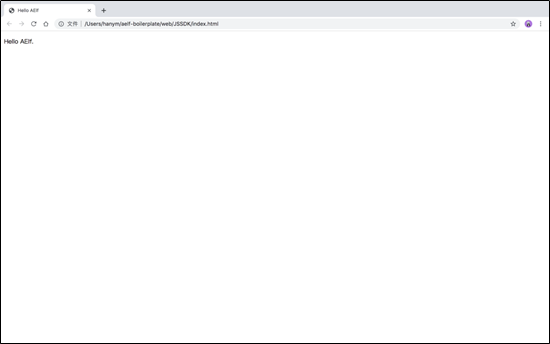 Hello AElf
文件 /Users/hanym/aelf-boilerplate/web/JSSDK/index.html
Hello AElf.